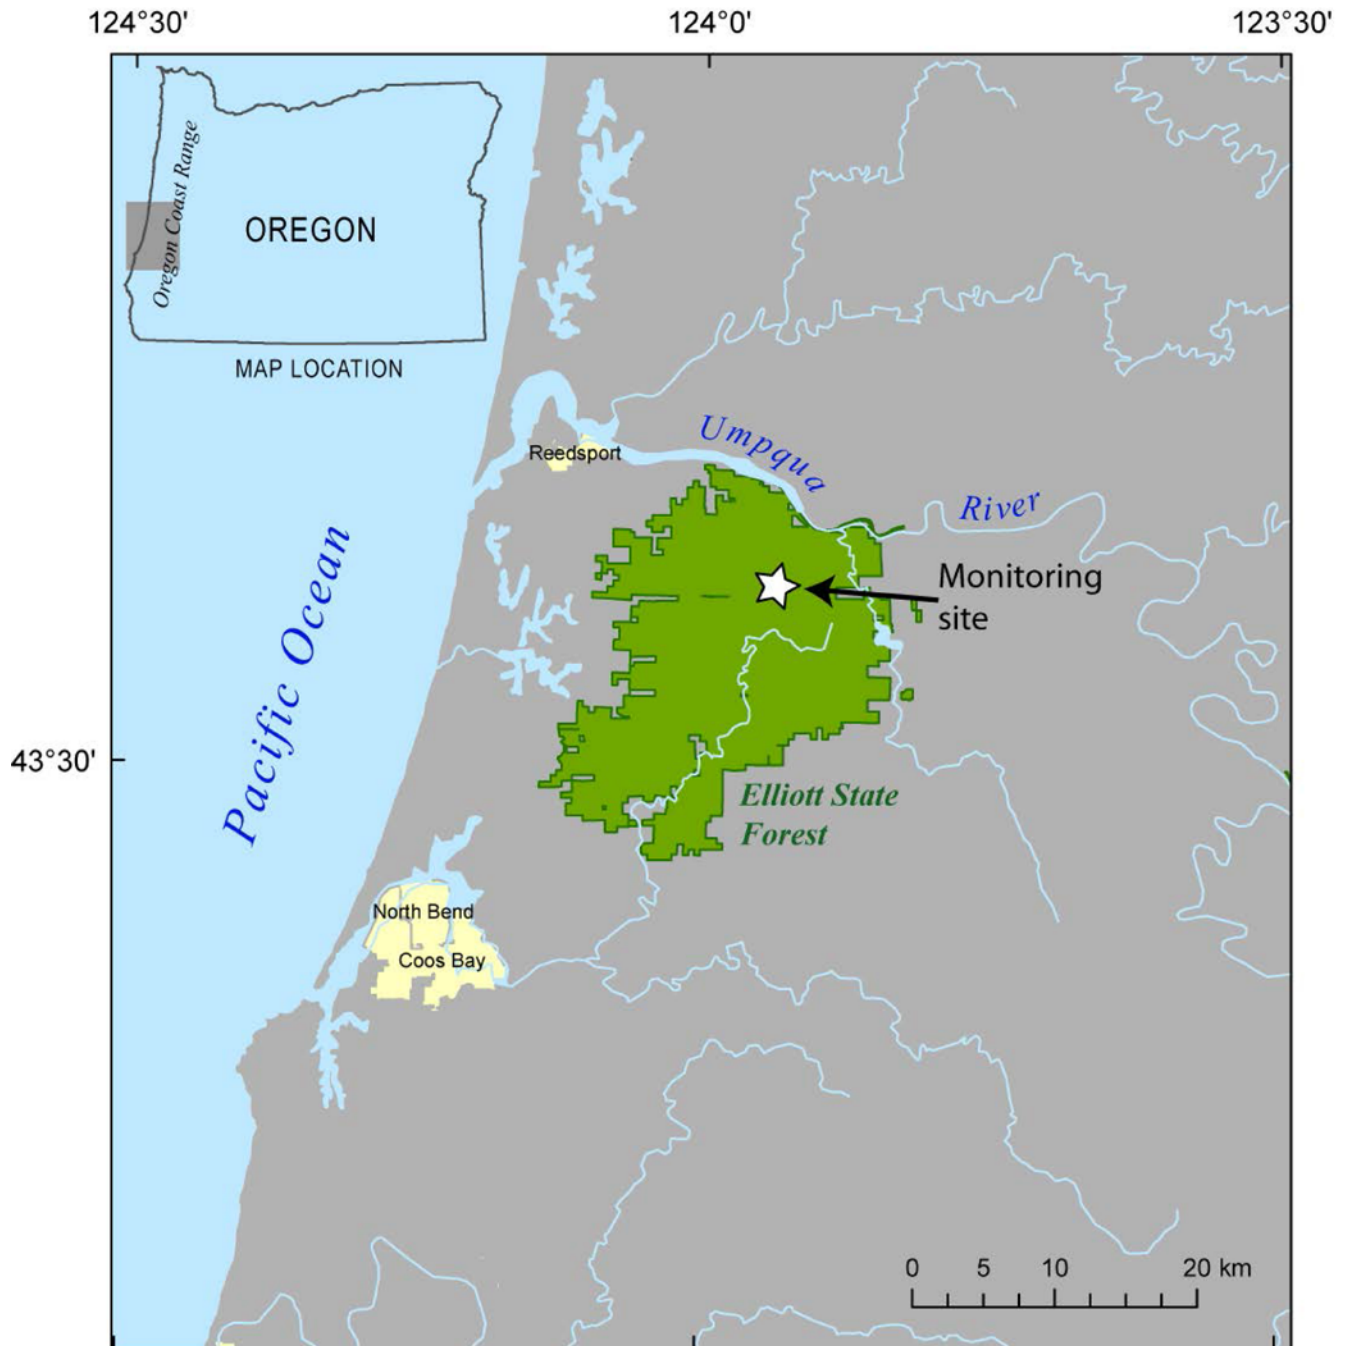 124°30'
124°0'
123°30'
Oregon Coast Range
OREGON
MAP LOCATION
Umpqua
Reedsport
River
Monitoring
site
Pacific Ocean
43°30'
Elliott State
Forest
North Bend
Coos Bay
0 5 10 20 km